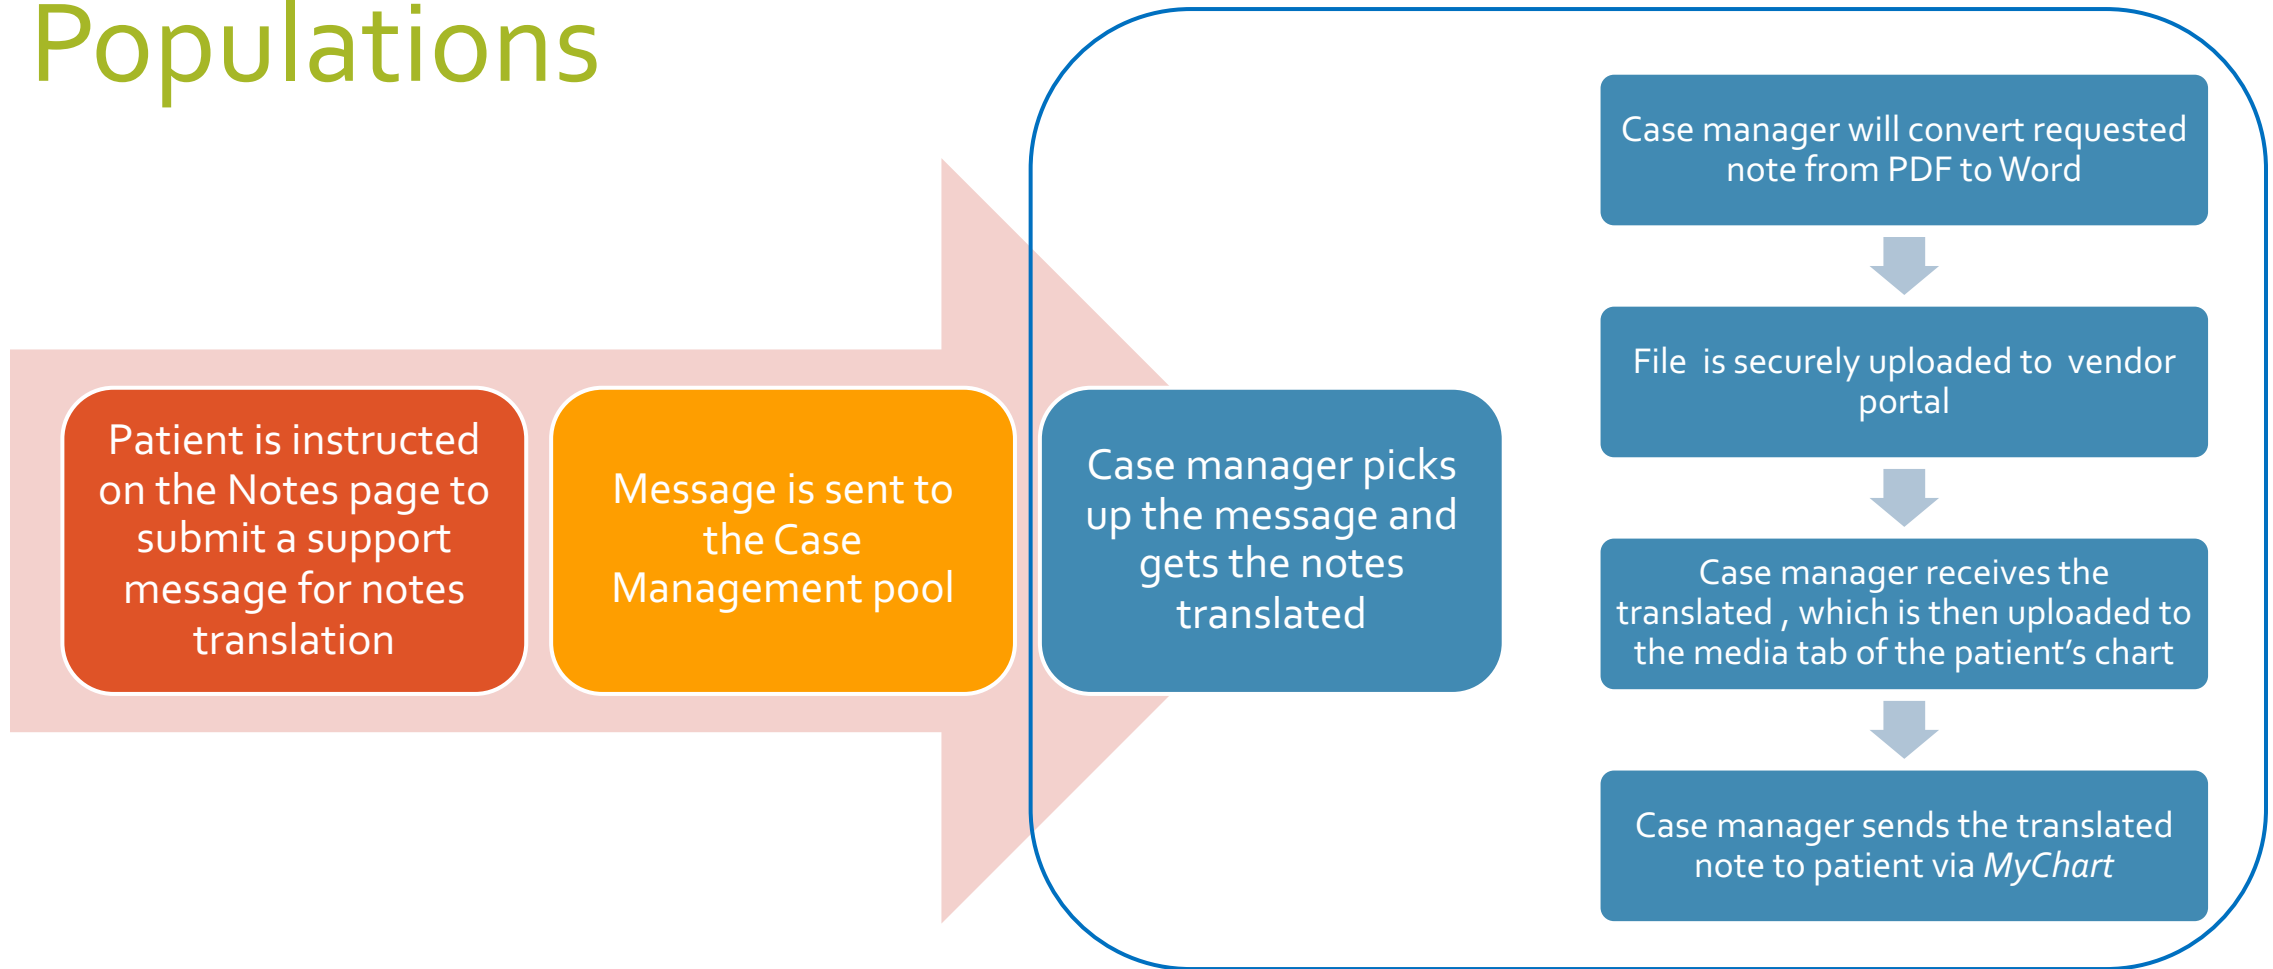 Populations
Patient is instructed
on the Notes page to
submit a support
message for notes
translation
Message is sent to
the Case
Management pool
Case manager picks
up the message and
gets the notes
translated
Case manager will convert requested
note from PDF to Word
File  is securely uploaded to  vendor
portal
Case manager receives the
translated , which is then uploaded to
the media tab of the patient’s chart
Case manager sends the translated
note to patient via MyChart